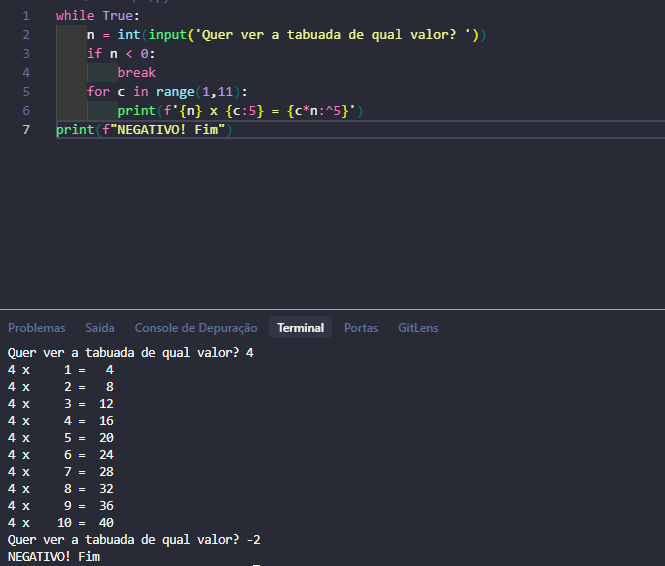 1 while True:
2     n = int(input('Quer ver a tabuada de qual valor? '))
3     if n < 0:
4         break
5     for c in range(1,11):
6         print(f'{n} x {c:5} = {c*n:^5}')
7 print(f"NEGATIVO! Fim")
Problemas Saída Console de Depuração Terminal Portas GitLens
Quer ver a tabuada de qual valor? 4
4 x     1 =   4
4 x     2 =   8
4 x     3 =  12
4 x     4 =  16
4 x     5 =  20
4 x     6 =  24
4 x     7 =  28
4 x     8 =  32
4 x     9 =  36
4 x    10 =  40
Quer ver a tabuada de qual valor? -2
NEGATIVO! Fim